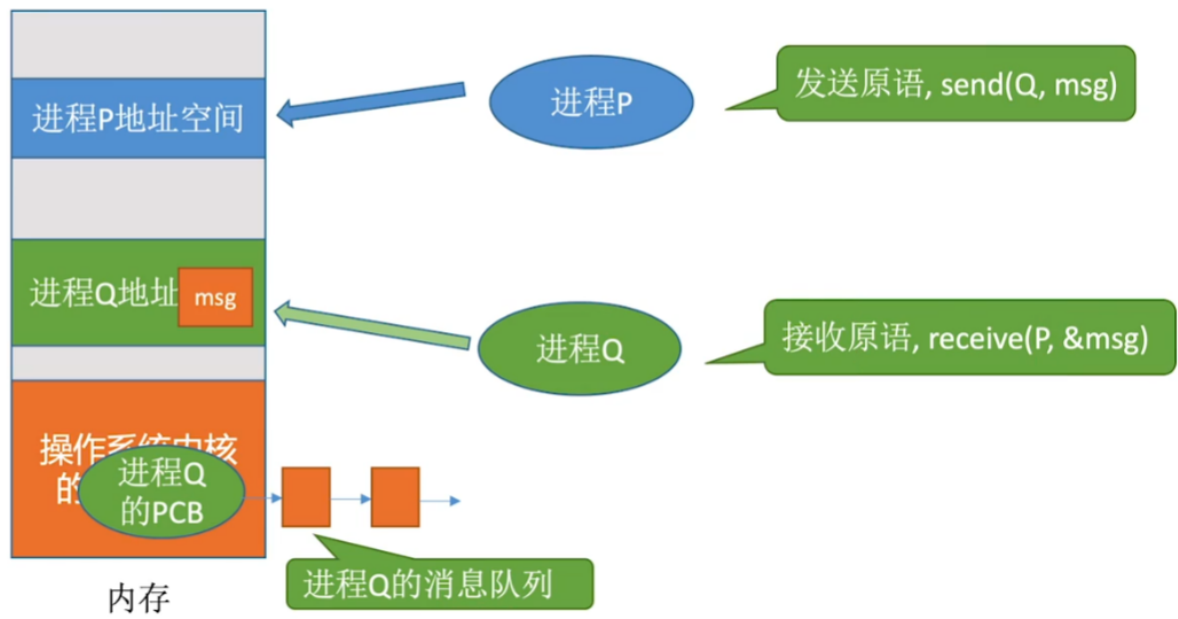 进程P地址空间
进程P
发送原语, send(Q, msg)
进程Q地址
msg
进程Q
接收原语, receive(P, &msg)
操作系统内核
的
进程Q
的PCB
进程Q的消息队列
内存